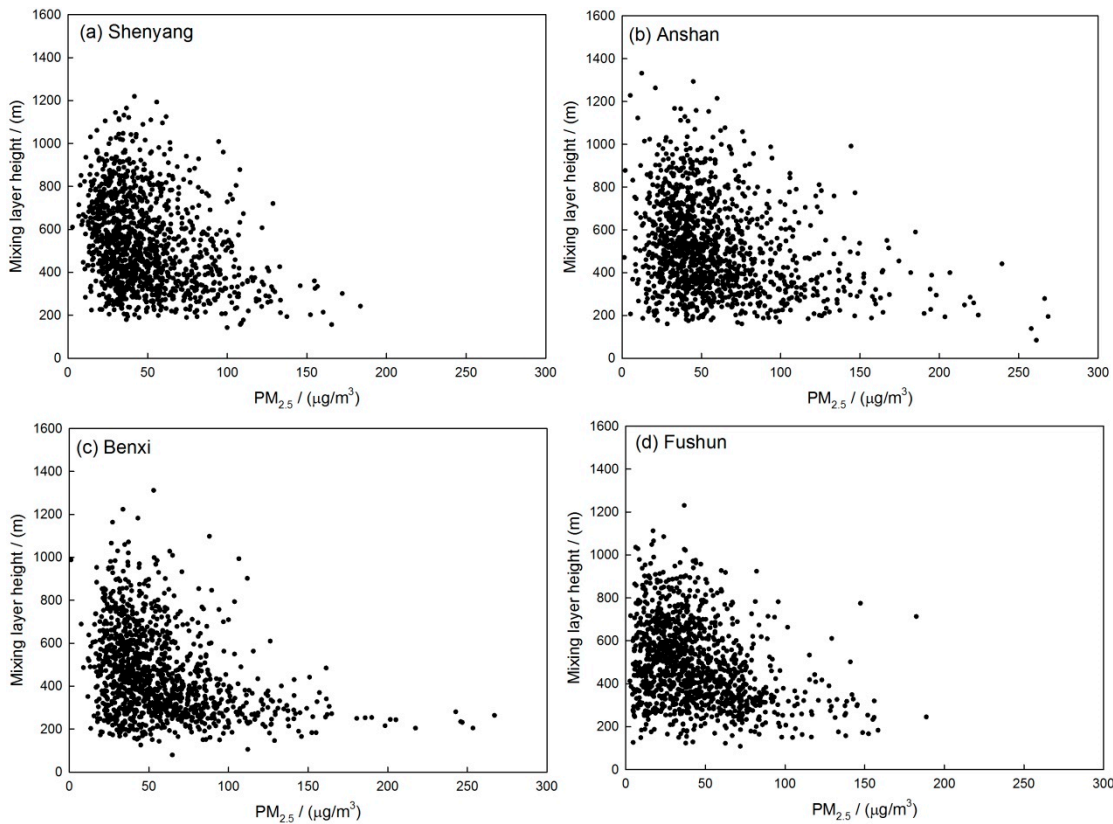 (a) Shenyang
1600
1400
1200
1000
800
600
400
200
0
Mixing layer height / (m)
0 50 100 150 200 250 300
PM2.5 / (μg/m³)
(b) Anshan
1600
1400
1200
1000
800
600
400
200
0
Mixing layer height / (m)
0 50 100 150 200 250 300
PM2.5 / (μg/m³)
(c) Benxi
1600
1400
1200
1000
800
600
400
200
0
Mixing layer height / (m)
0 50 100 150 200 250 300
PM2.5 / (μg/m³)
(d) Fushun
1600
1400
1200
1000
800
600
400
200
0
Mixing layer height / (m)
0 50 100 150 200 250 300
PM2.5 / (μg/m³)